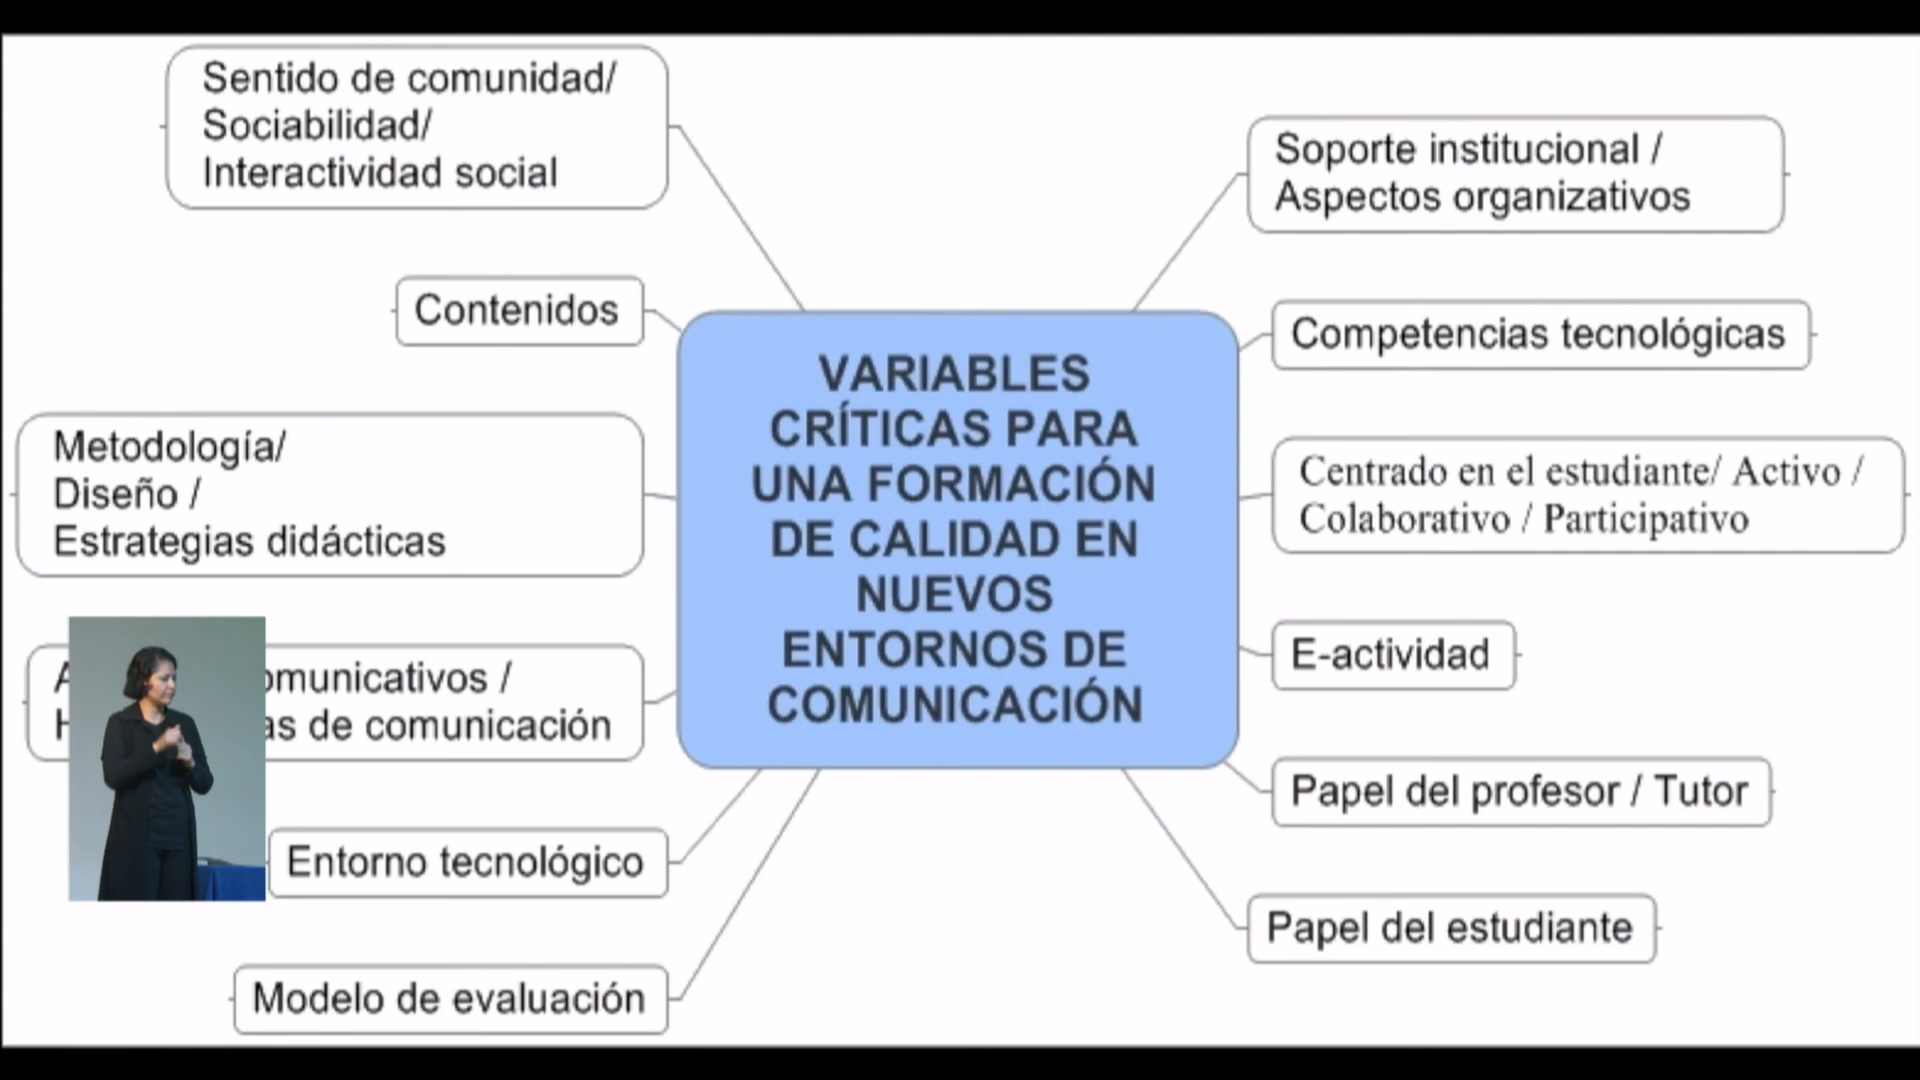 Sentido de comunidad/
Sociabilidad/
Interactividad social
Contenidos
Metodología/
Diseño /
Estrategias didácticas
/
de comunicación
Entorno tecnológico
Modelo de evaluación
VARIABLES
CRÍTICAS PARA
UNA FORMACIÓN
DE CALIDAD EN
NUEVOS
ENTORNOS DE
COMUNICACIÓN
Soporte institucional /
Aspectos organizativos
Competencias tecnológicas
Centrado en el estudiante/ Activo /
Colaborativo / Participativo
E-actividad
Papel del profesor / Tutor
Papel del estudiante